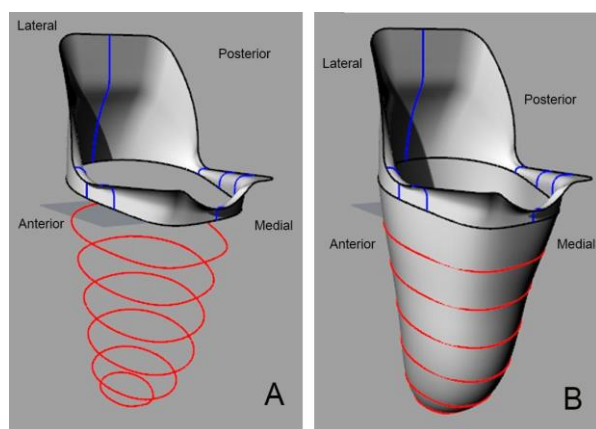 Lateral
Posterior
Anterior
Medial
A
Lateral
Posterior
Anterior
Medial
B